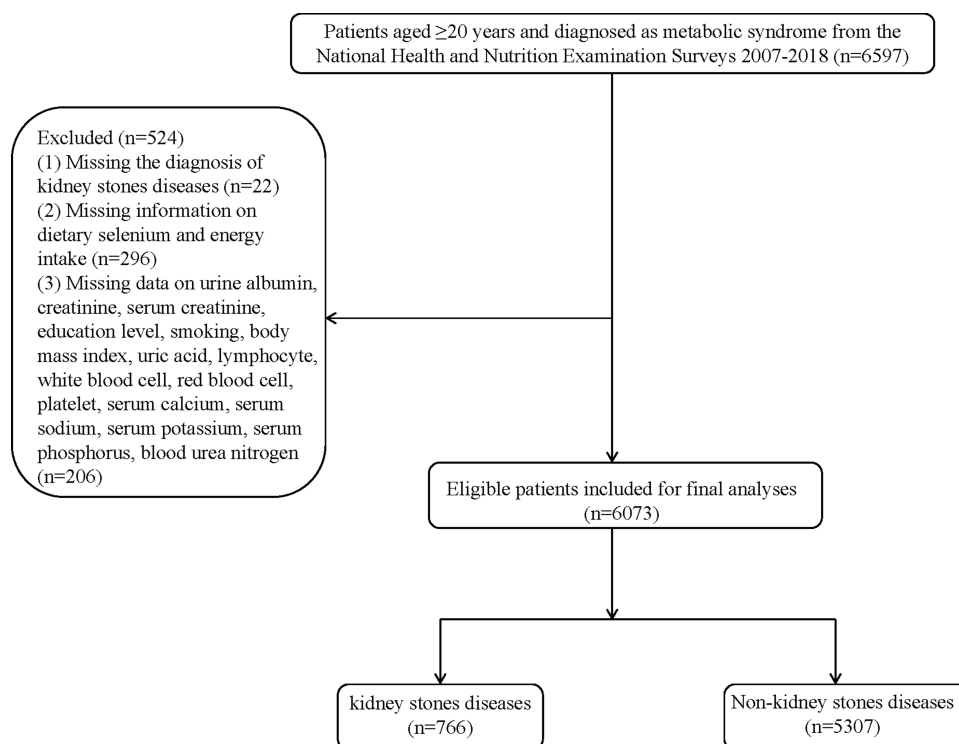 Patients aged ≥20 years and diagnosed as metabolic syndrome from the
National Health and Nutrition Examination Surveys 2007-2018 (n=6597)
Excluded (n=524)
(1) Missing the diagnosis of
kidney stones diseases (n=22)
(2) Missing information on
dietary selenium and energy
intake (n=296)
(3) Missing data on urine albumin,
creatinine, serum creatinine,
education level, smoking, body
mass index, uric acid, lymphocyte,
white blood cell, red blood cell,
platelet, serum calcium, serum
sodium, serum potassium, serum
phosphorus, blood urea nitrogen
(n=206)
Eligible patients included for final analyses
(n=6073)
kidney stones diseases
(n=766)
Non-kidney stones diseases
(n=5307)